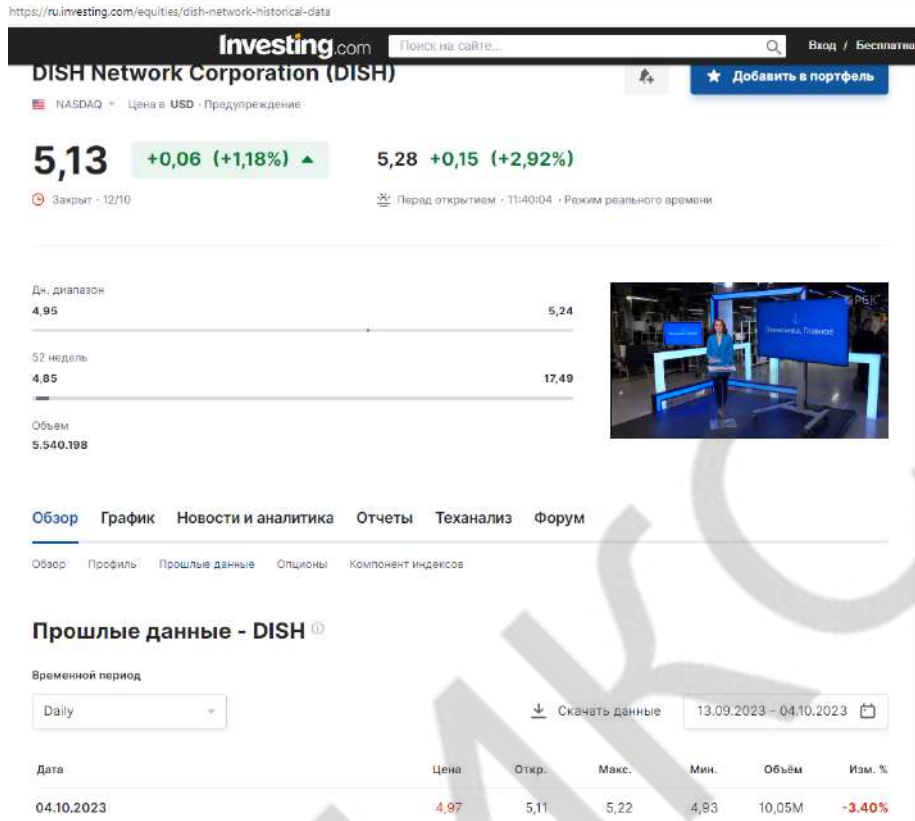 https://ru.investing.com/equities/dish-network-historical-data
Investing.com Поиск на сайте... Вход / Бесплатна
DISH Network Corporation (DISH)
Добавить в портфель
NASDAQ Цена в USD · Предупреждение
5,13 +0,06 (+1,18%) 5,28 +0,15 (+2,92%)
Закрыт · 12/10 Перед открытием · 11:40:04 · Режим реального времени
Дн. диапазон
4,95 5,24
52 недель
4,85 17,49
Объем
5.540.198
РБК
Обзор График Новости и аналитика Отчеты Теханализ Форум
Обзор Профиль Прошлые данные Опционы Компонент индексов
Прошлые данные - DISH
Временной период
Daily Скачать данные 13.09.2023 - 04.10.2023
Дата Цена Откр. Макс. Мин. Объём Изм. %
04.10.2023 4,97 5,11 5,22 4,93 10,05M -3.40%